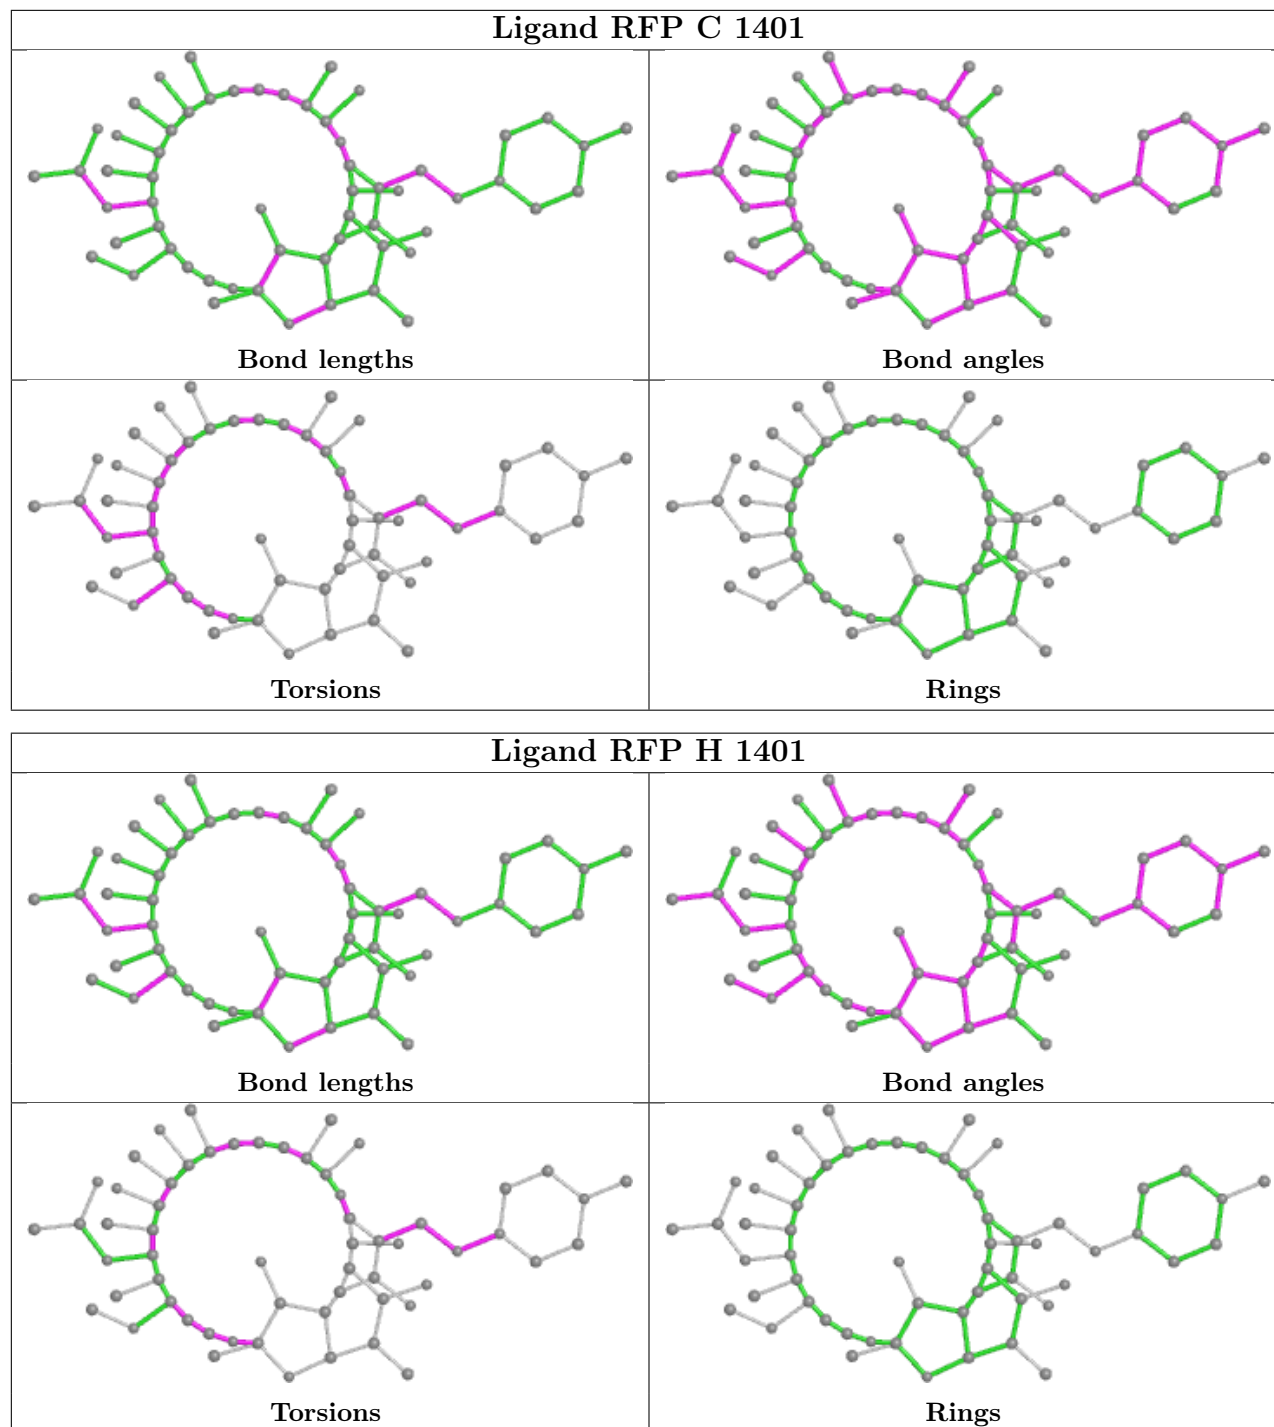 Ligand RFP C 1401
Bond lengths
Bond angles
Torsions
Rings
Ligand RFP H 1401
Bond lengths
Bond angles
Torsions
Rings